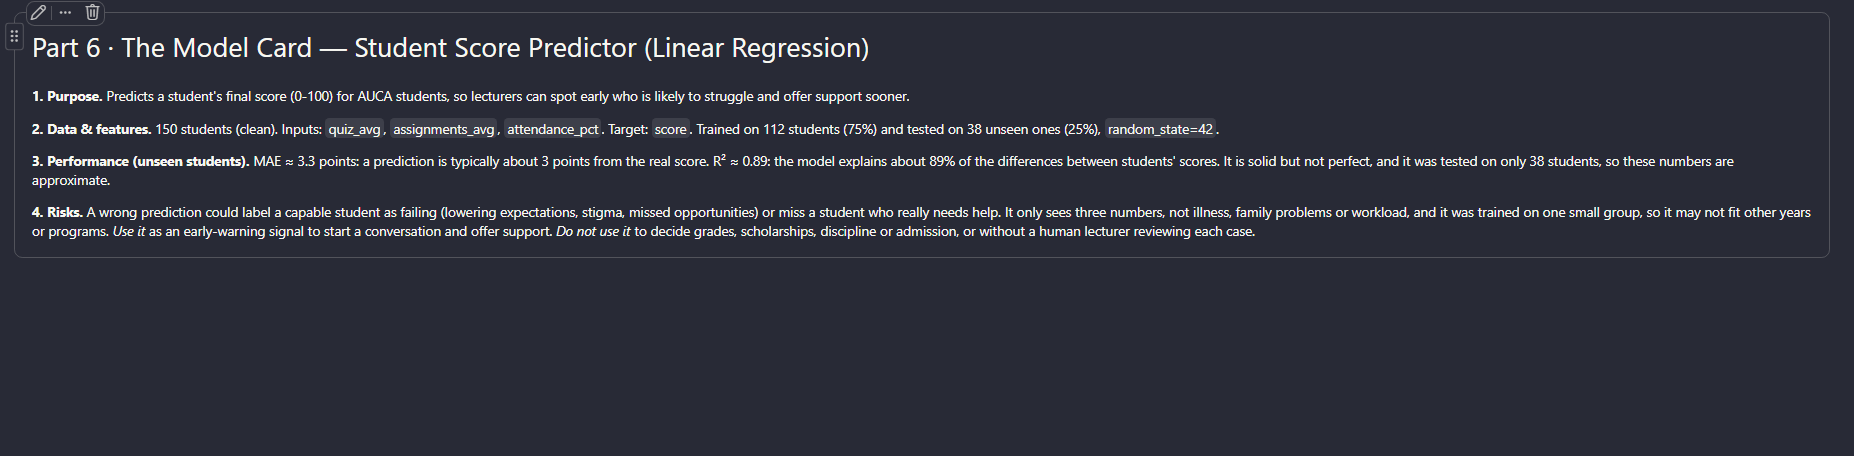 Part 6 · The Model Card — Student Score Predictor (Linear Regression)
1. Purpose. Predicts a student's final score (0-100) for AUCA students, so lecturers can spot early who is likely to struggle and offer support sooner.
2. Data & features. 150 students (clean). Inputs: quiz_avg, assignments_avg, attendance_pct. Target: score. Trained on 112 students (75%) and tested on 38 unseen ones (25%), random_state=42.
3. Performance (unseen students). MAE ≈ 3.3 points: a prediction is typically about 3 points from the real score. R² ≈ 0.89: the model explains about 89% of the differences between students' scores. It is solid but not perfect, and it was tested on only 38 students, so these numbers are
approximate.
4. Risks. A wrong prediction could label a capable student as failing (lowering expectations, stigma, missed opportunities) or miss a student who really needs help. It only sees three numbers, not illness, family problems or workload, and it was trained on one small group, so it may not fit other years
or programs. Use it as an early-warning signal to start a conversation and offer support. Do not use it to decide grades, scholarships, discipline or admission, or without a human lecturer reviewing each case.